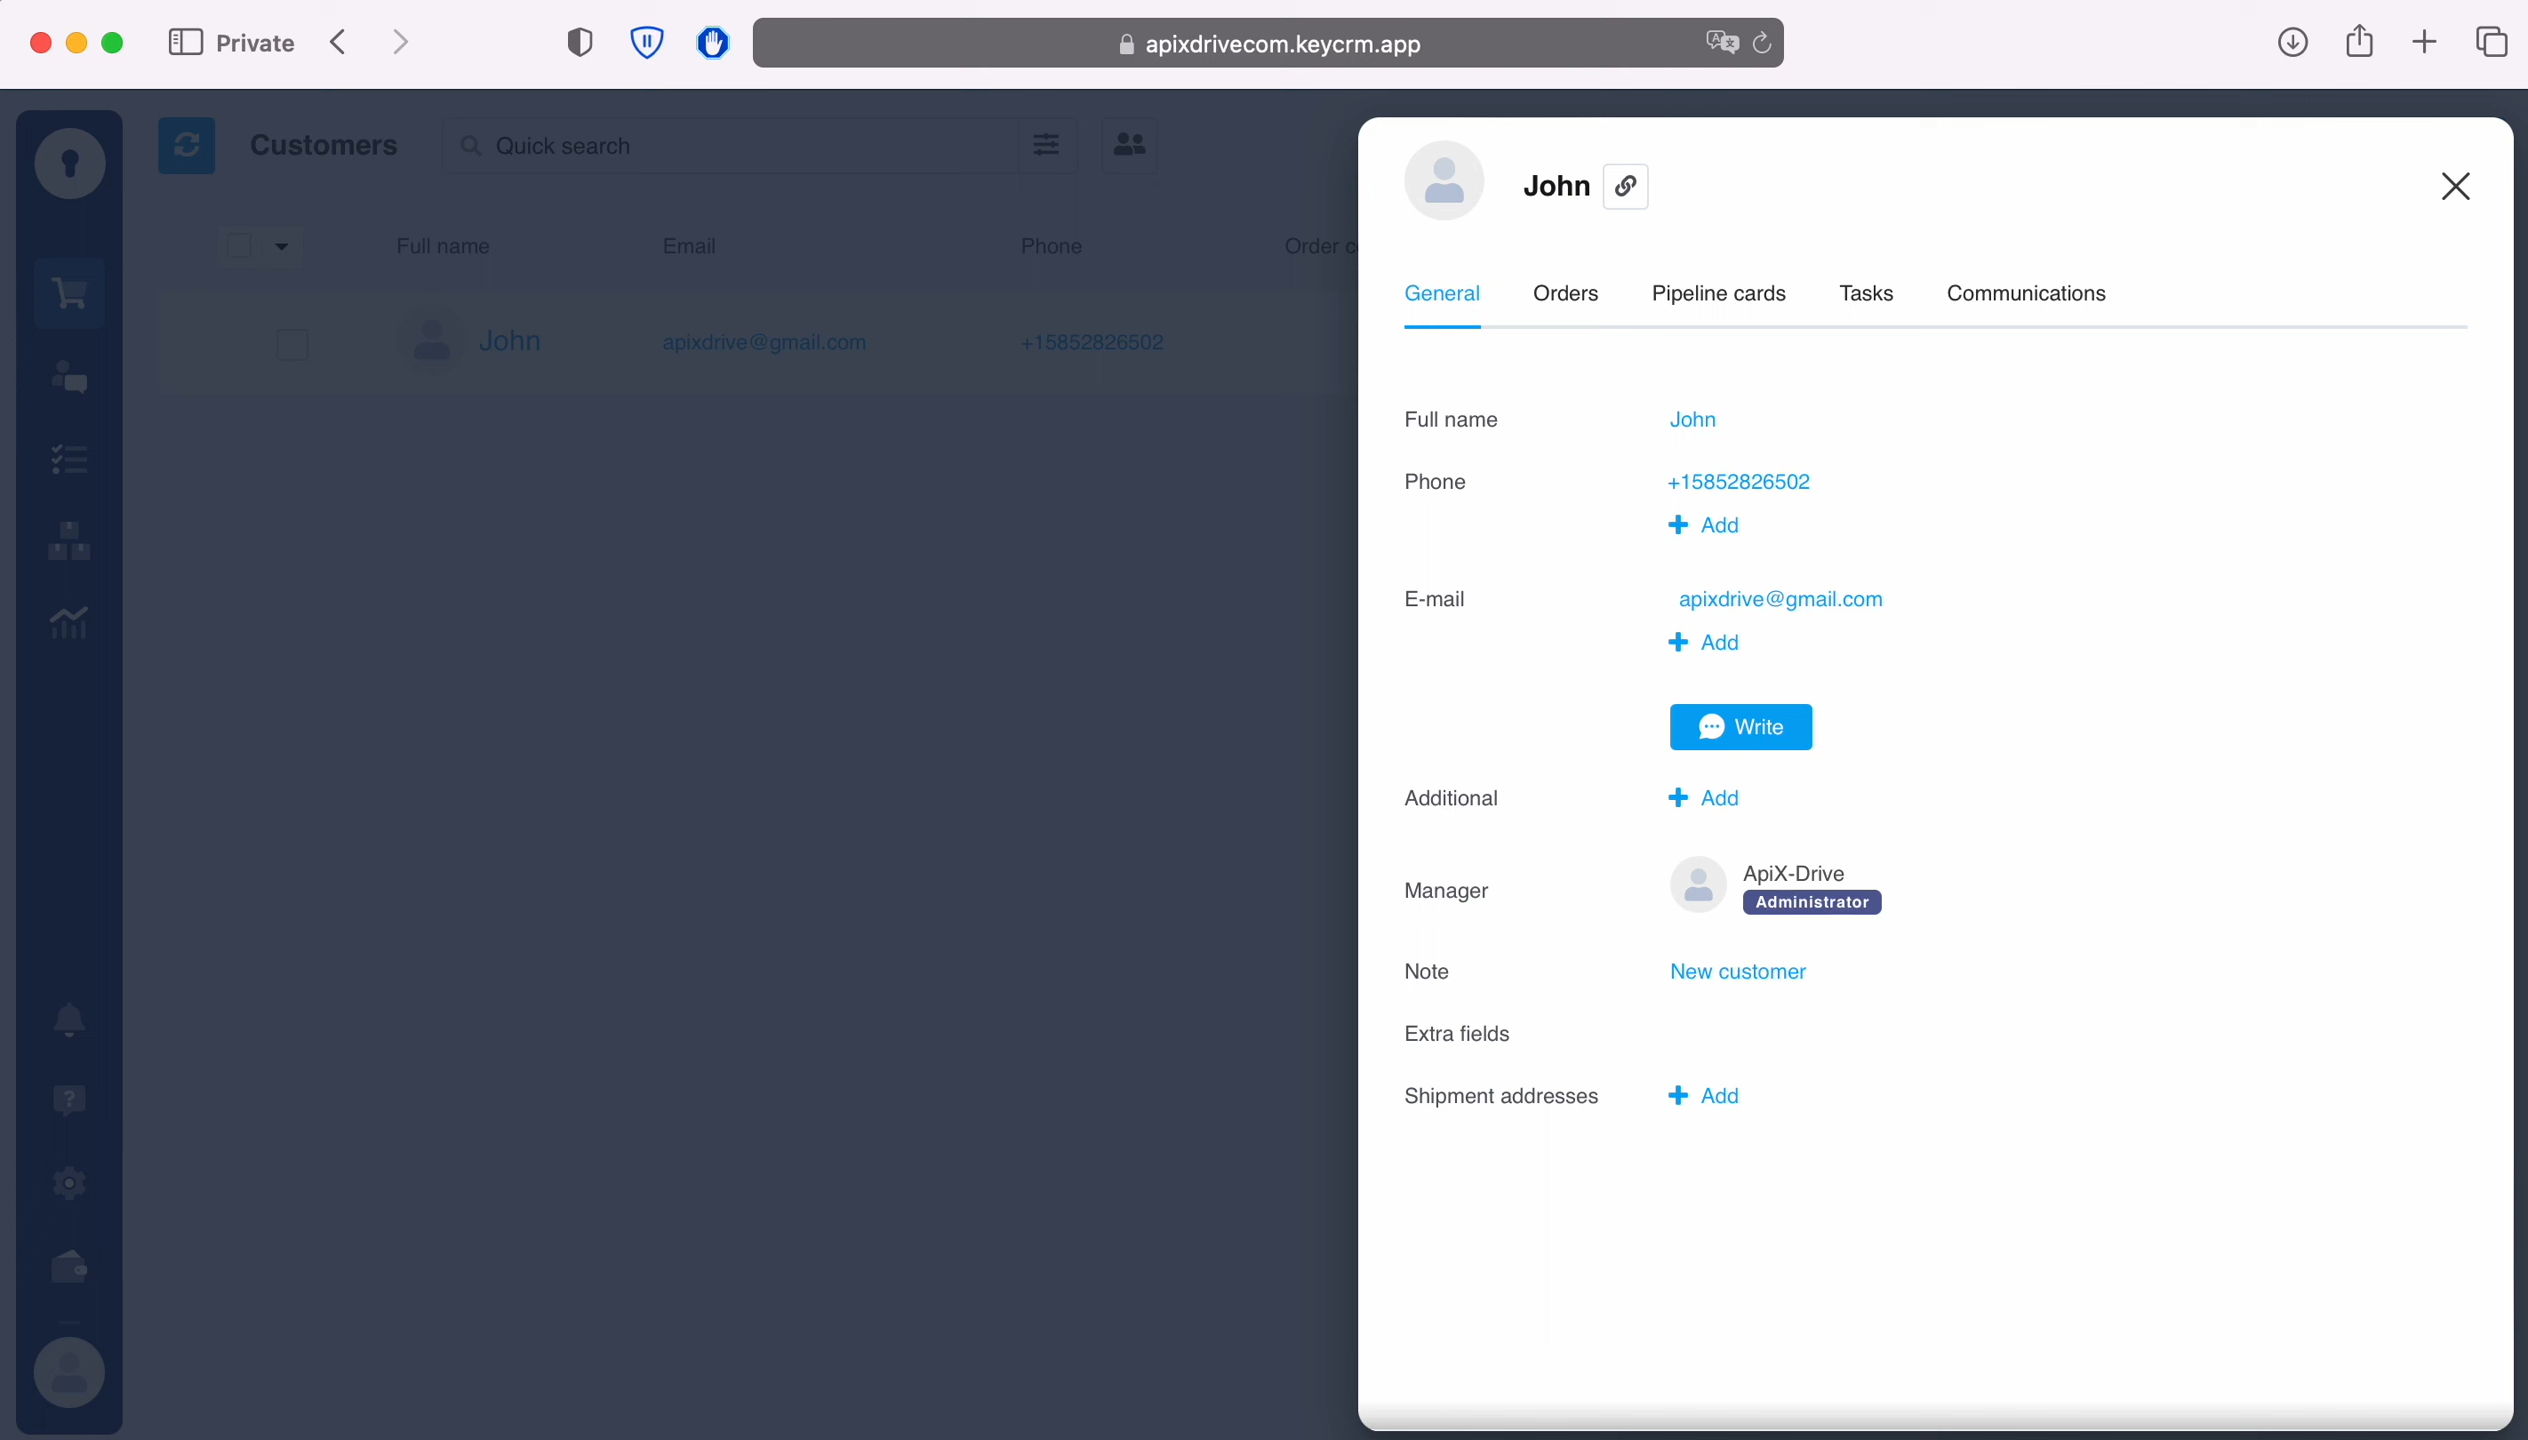 Private
apixdrivecom.keycrm.app
Customers
Quick search
Full name Email Phone Order c
John apixdrive@gmail.com +15852826502
John
General Orders Pipeline cards Tasks Communications
Full name John
Phone +15852826502
Add
E-mail apixdrive@gmail.com
Add
Write
Additional Add
Manager ApiX-Drive
Administrator
Note New customer
Extra fields
Shipment addresses Add